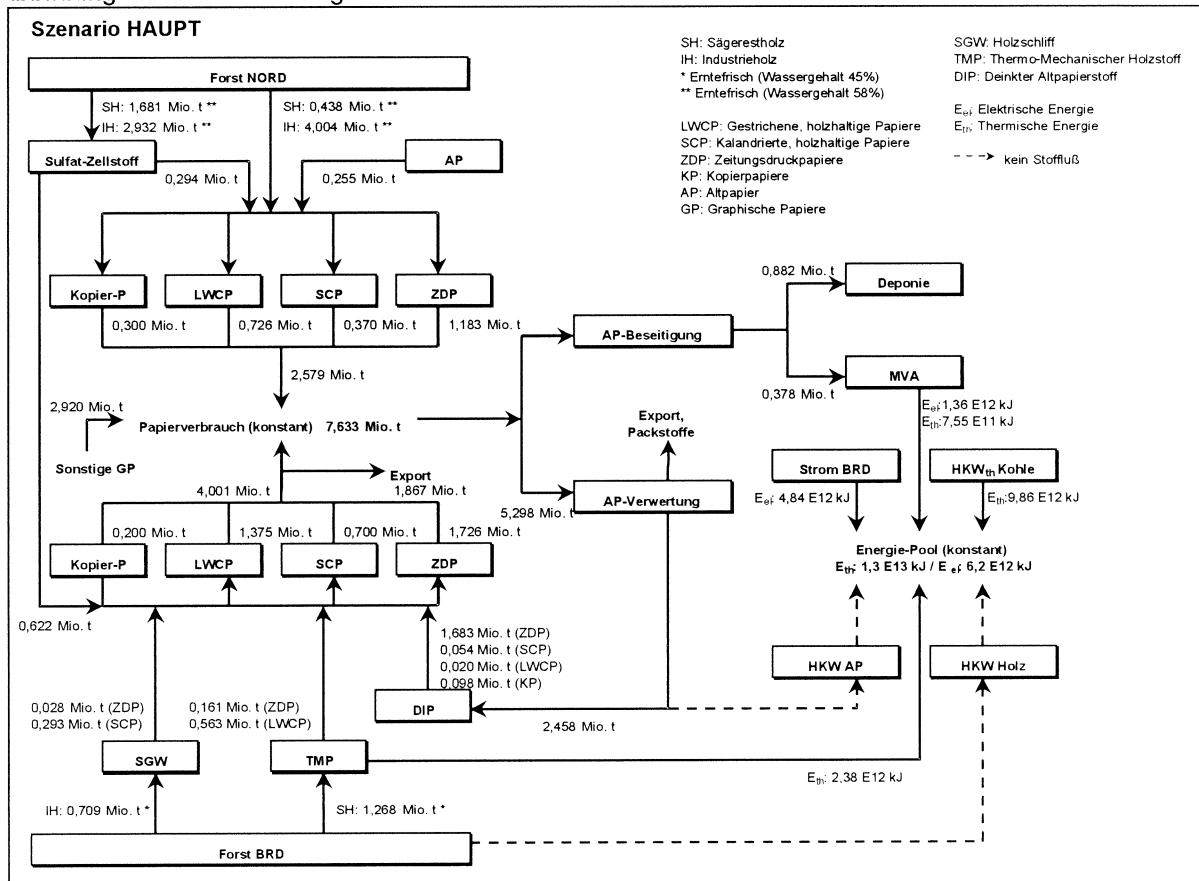 Szenario HAUPT
SH: Sägerestholz
IH: Industrieholz
* Erntefrisch (Wassergehalt 45%)
** Erntefrisch (Wassergehalt 58%)
LWCP: Gestrichene, holzhaltige Papiere
SCP: Kalandrierte, holzhaltige Papiere
ZDP: Zeitungsdruckpapiere
KP: Kopierpapiere
AP: Altpapier
GP: Graphische Papiere
SGW: Holzschliff
TMP: Thermo-Mechanischer Holzstoff
DIP: Deinkter Altpapierstoff
Eel: Elektrische Energie
Eth: Thermische Energie
kein Stoffluß
Forst NORD
SH: 1,681 Mio. t **
IH: 2,932 Mio. t **
SH: 0,438 Mio. t **
IH: 4,004 Mio. t **
Sulfat-Zellstoff
AP
0,294 Mio. t
0,255 Mio. t
Kopier-P
LWCP
SCP
ZDP
0,300 Mio. t
0,726 Mio. t
0,370 Mio. t
1,183 Mio. t
2,579 Mio. t
2,920 Mio. t
Papierverbrauch (konstant) 7,633 Mio. t
Sonstige GP
Export
4,001 Mio. t
1,867 Mio. t
0,200 Mio. t
1,375 Mio. t
0,700 Mio. t
1,726 Mio. t
Kopier-P
LWCP
SCP
ZDP
0,622 Mio. t
1,683 Mio. t (ZDP)
0,054 Mio. t (SCP)
0,020 Mio. t (LWCP)
0,098 Mio. t (KP)
0,028 Mio. t (ZDP)
0,293 Mio. t (SCP)
0,161 Mio. t (ZDP)
0,563 Mio. t (LWCP)
DIP
2,458 Mio. t
SGW
TMP
IH: 0,709 Mio. t *
SH: 1,268 Mio. t *
Forst BRD
AP-Beseitigung
0,882 Mio. t
Deponie
0,378 Mio. t
MVA
Eel: 1,36 E12 kJ
Eth: 7,55 E11 kJ
Export,
Packstoffe
5,298 Mio. t
AP-Verwertung
Strom BRD
HKWth Kohle
Eel: 4,84 E12 kJ
Eth: 9,86 E12 kJ
Energie-Pool (konstant)
Eth: 1,3 E13 kJ / Eel: 6,2 E12 kJ
HKW AP
HKW Holz
Eth: 2,38 E12 kJ